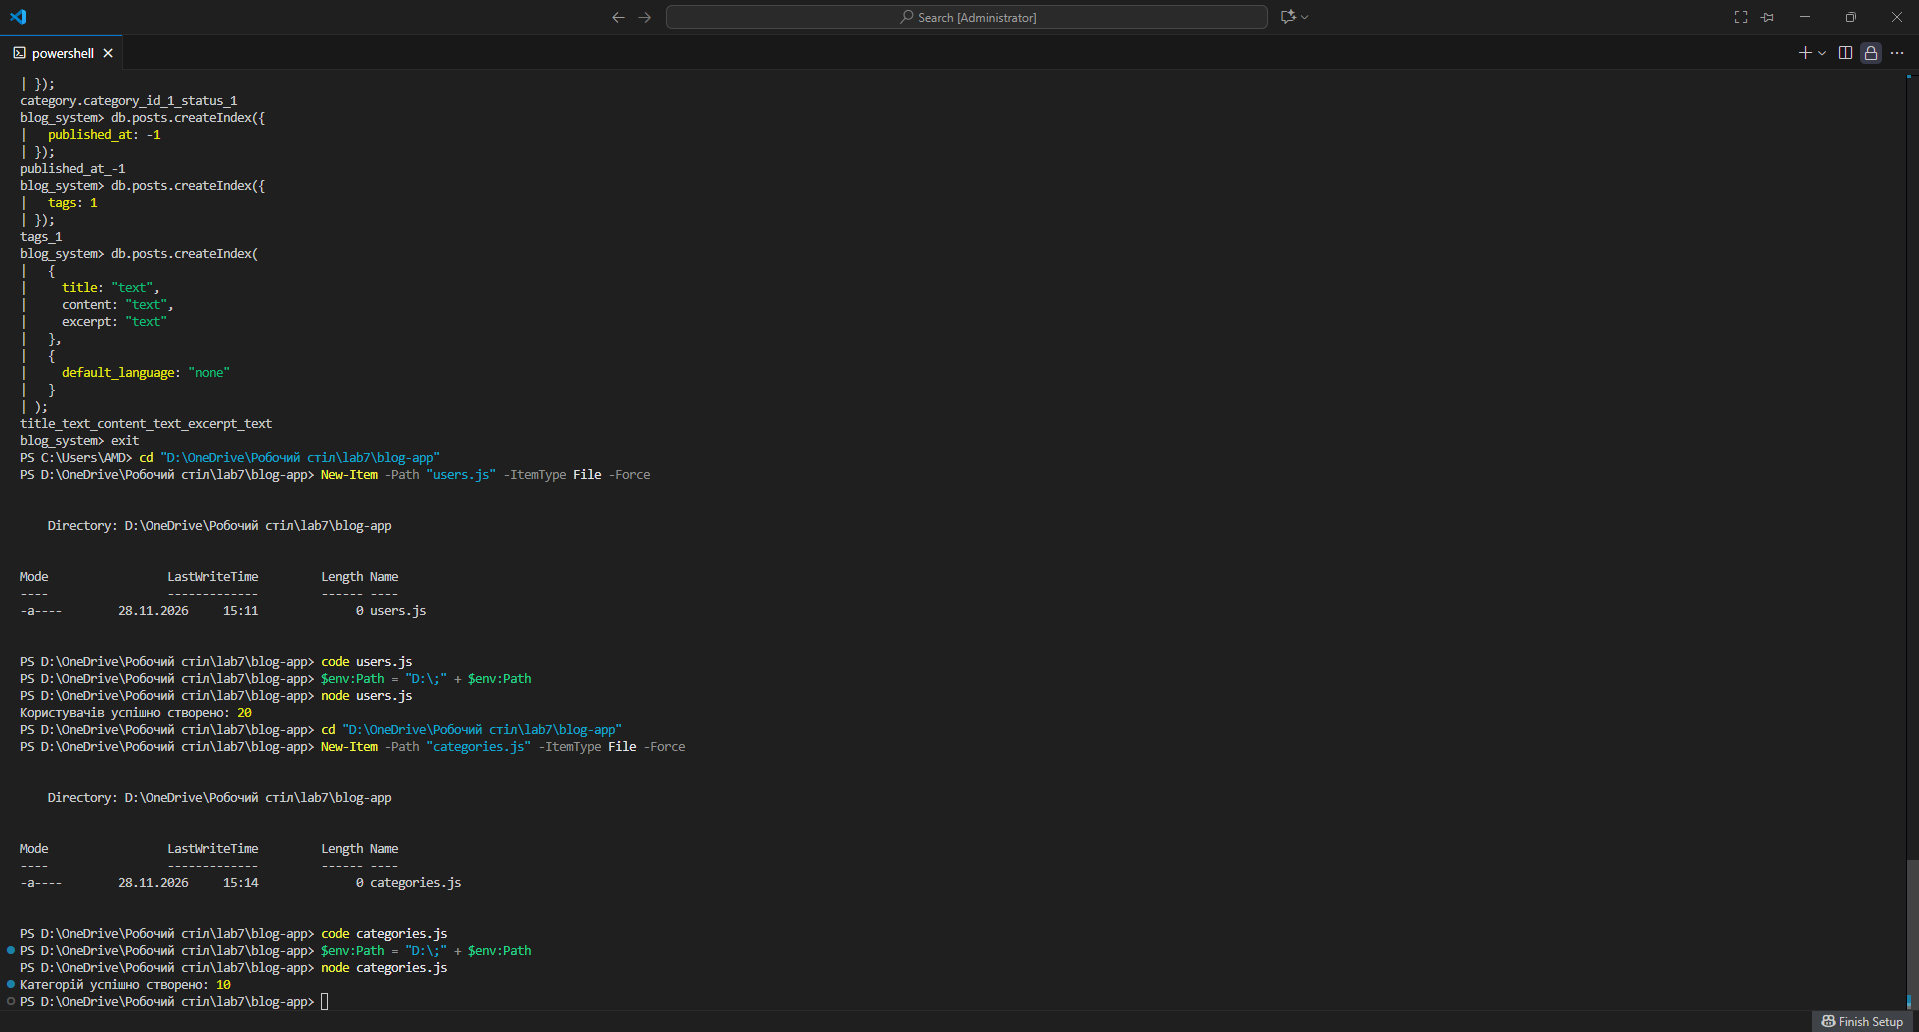 Search [Administrator]
powershell
| });
category.category_id_1_status_1
blog_system> db.posts.createIndex({
|   published_at: -1
| });
published_at_-1
blog_system> db.posts.createIndex({
|   tags: 1
| });
tags_1
blog_system> db.posts.createIndex(
|   {
|     title: "text",
|     content: "text",
|     excerpt: "text"
|   },
|   {
|     default_language: "none"
|   }
| );
title_text_content_text_excerpt_text
blog_system> exit
PS C:\Users\AMD> cd "D:\OneDrive\Робочий стіл\lab7\blog-app"
PS D:\OneDrive\Робочий стіл\lab7\blog-app> New-Item -Path "users.js" -ItemType File -Force
    Directory: D:\OneDrive\Робочий стіл\lab7\blog-app
Mode                 LastWriteTime         Length Name
----                 -------------         ------ ----
-a----        28.11.2026     15:11              0 users.js
PS D:\OneDrive\Робочий стіл\lab7\blog-app> code users.js
PS D:\OneDrive\Робочий стіл\lab7\blog-app> $env:Path = "D:\;" + $env:Path
PS D:\OneDrive\Робочий стіл\lab7\blog-app> node users.js
Користувачів успішно створено: 20
PS D:\OneDrive\Робочий стіл\lab7\blog-app> cd "D:\OneDrive\Робочий стіл\lab7\blog-app"
PS D:\OneDrive\Робочий стіл\lab7\blog-app> New-Item -Path "categories.js" -ItemType File -Force
    Directory: D:\OneDrive\Робочий стіл\lab7\blog-app
Mode                 LastWriteTime         Length Name
----                 -------------         ------ ----
-a----        28.11.2026     15:14              0 categories.js
PS D:\OneDrive\Робочий стіл\lab7\blog-app> code categories.js
PS D:\OneDrive\Робочий стіл\lab7\blog-app> $env:Path = "D:\;" + $env:Path
PS D:\OneDrive\Робочий стіл\lab7\blog-app> node categories.js
Категорій успішно створено: 10
PS D:\OneDrive\Робочий стіл\lab7\blog-app>
Finish Setup